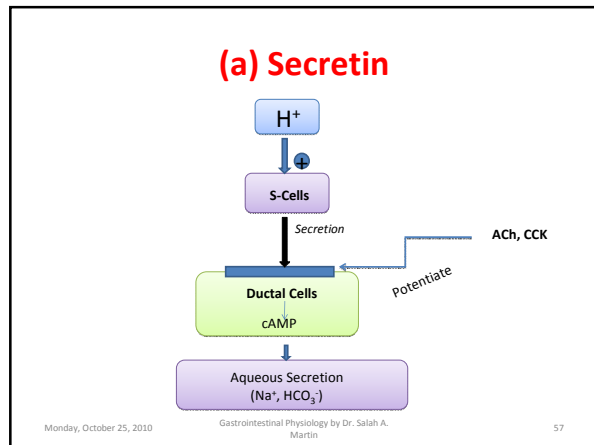 (a) Secretin
H⁺
+
S-Cells
Secretion
ACh, CCK
Potentiate
Ductal Cells
cAMP
Aqueous Secretion
(Na⁺, HCO₃⁻)
Monday, October 25, 2010
Gastrointestinal Physiology by Dr. Salah A.
Martin
57